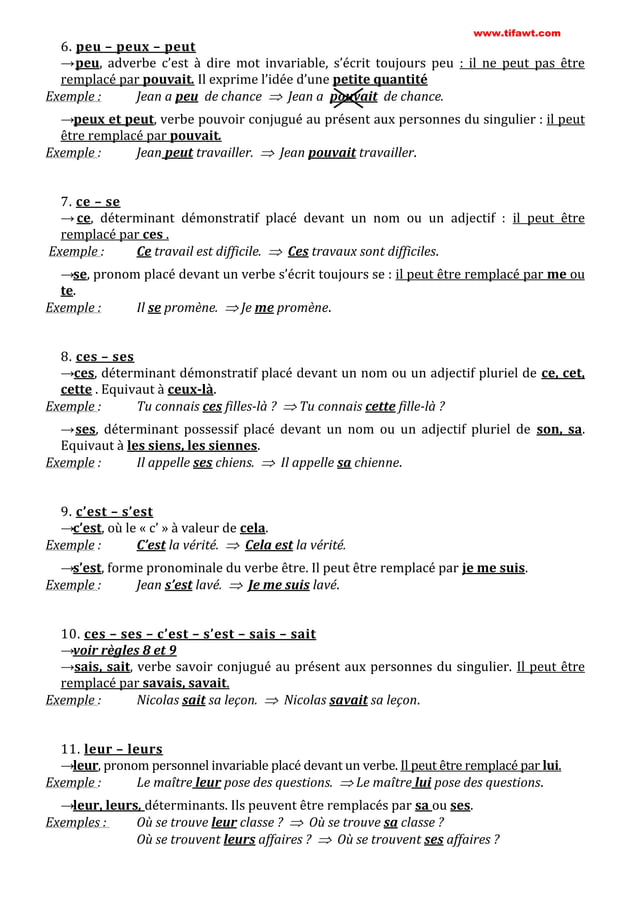 www.tifawt.com
6. peu – peux – peut
→peu, adverbe c’est à dire mot invariable, s’écrit toujours peu : il ne peut pas être
remplacé par pouvait. Il exprime l’idée d’une petite quantité
Exemple : Jean a peu de chance ⇒ Jean a pouvait de chance.
→peux et peut, verbe pouvoir conjugué au présent aux personnes du singulier : il peut
être remplacé par pouvait.
Exemple : Jean peut travailler. ⇒ Jean pouvait travailler.
7. ce – se
→ce, déterminant démonstratif placé devant un nom ou un adjectif : il peut être
remplacé par ces .
Exemple : Ce travail est difficile. ⇒ Ces travaux sont difficiles.
→se, pronom placé devant un verbe s’écrit toujours se : il peut être remplacé par me ou
te.
Exemple : Il se promène. ⇒ Je me promène.
8. ces – ses
→ces, déterminant démonstratif placé devant un nom ou un adjectif pluriel de ce, cet,
cette . Equivaut à ceux-là.
Exemple : Tu connais ces filles-là ? ⇒ Tu connais cette fille-là ?
→ses, déterminant possessif placé devant un nom ou un adjectif pluriel de son, sa.
Equivaut à les siens, les siennes.
Exemple : Il appelle ses chiens. ⇒ Il appelle sa chienne.
9. c’est – s’est
→c’est, où le « c’ » à valeur de cela.
Exemple : C’est la vérité. ⇒ Cela est la vérité.
→s’est, forme pronominale du verbe être. Il peut être remplacé par je me suis.
Exemple : Jean s’est lavé. ⇒ Je me suis lavé.
10. ces – ses – c’est – s’est – sais – sait
→voir règles 8 et 9
→sais, sait, verbe savoir conjugué au présent aux personnes du singulier. Il peut être
remplacé par savais, savait.
Exemple : Nicolas sait sa leçon. ⇒ Nicolas savait sa leçon.
11. leur – leurs
→leur, pronom personnel invariable placé devant un verbe. Il peut être remplacé par lui.
Exemple : Le maître leur pose des questions. ⇒ Le maître lui pose des questions.
→leur, leurs, déterminants. Ils peuvent être remplacés par sa ou ses.
Exemples : Où se trouve leur classe ? ⇒ Où se trouve sa classe ?
Où se trouvent leurs affaires ? ⇒ Où se trouvent ses affaires ?